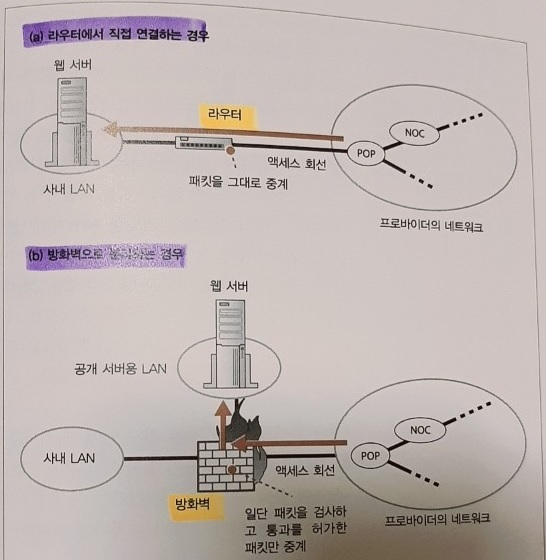 (a) 라우터에서 직접 연결하는 경우
웹 서버
라우터
NOC
POP
액세스 회선
사내 LAN
패킷을 그대로 중계
프로바이더의 네트워크
(b) 방화벽으로 분리하는 경우
웹 서버
공개 서버용 LAN
NOC
사내 LAN
POP
액세스 회선
방화벽
일단 패킷을 검사하
고 통과를 허가한
패킷만 중계
프로바이더의 네트워크